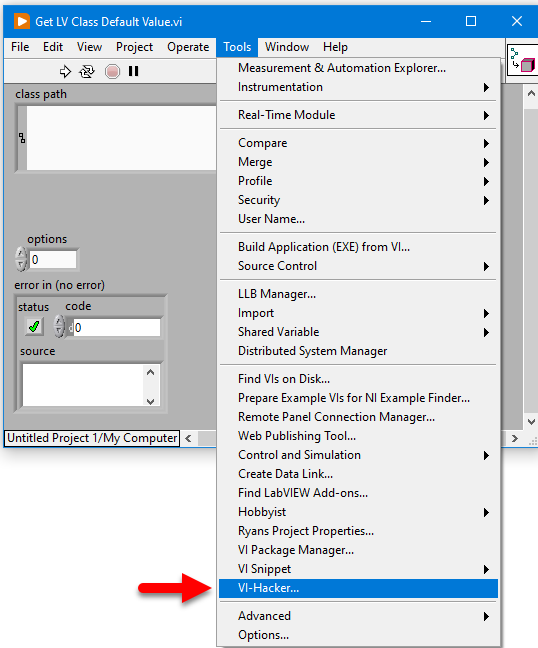 Get LV Class Default Value.vi
File Edit View Project Operate Tools Window Help
class path
options
0
error in (no error)
status code
0
source
Untitled Project 1/My Computer
Measurement & Automation Explorer...
Instrumentation
Real-Time Module
Compare
Merge
Profile
Security
User Name...
Build Application (EXE) from VI...
Source Control
LLB Manager...
Import
Shared Variable
Distributed System Manager
Find VIs on Disk...
Prepare Example VIs for NI Example Finder...
Remote Panel Connection Manager...
Web Publishing Tool...
Control and Simulation
Create Data Link...
Find LabVIEW Add-ons...
Hobbyist
Ryans Project Properties...
VI Package Manager...
VI Snippet
VI-Hacker...
Advanced
Options...